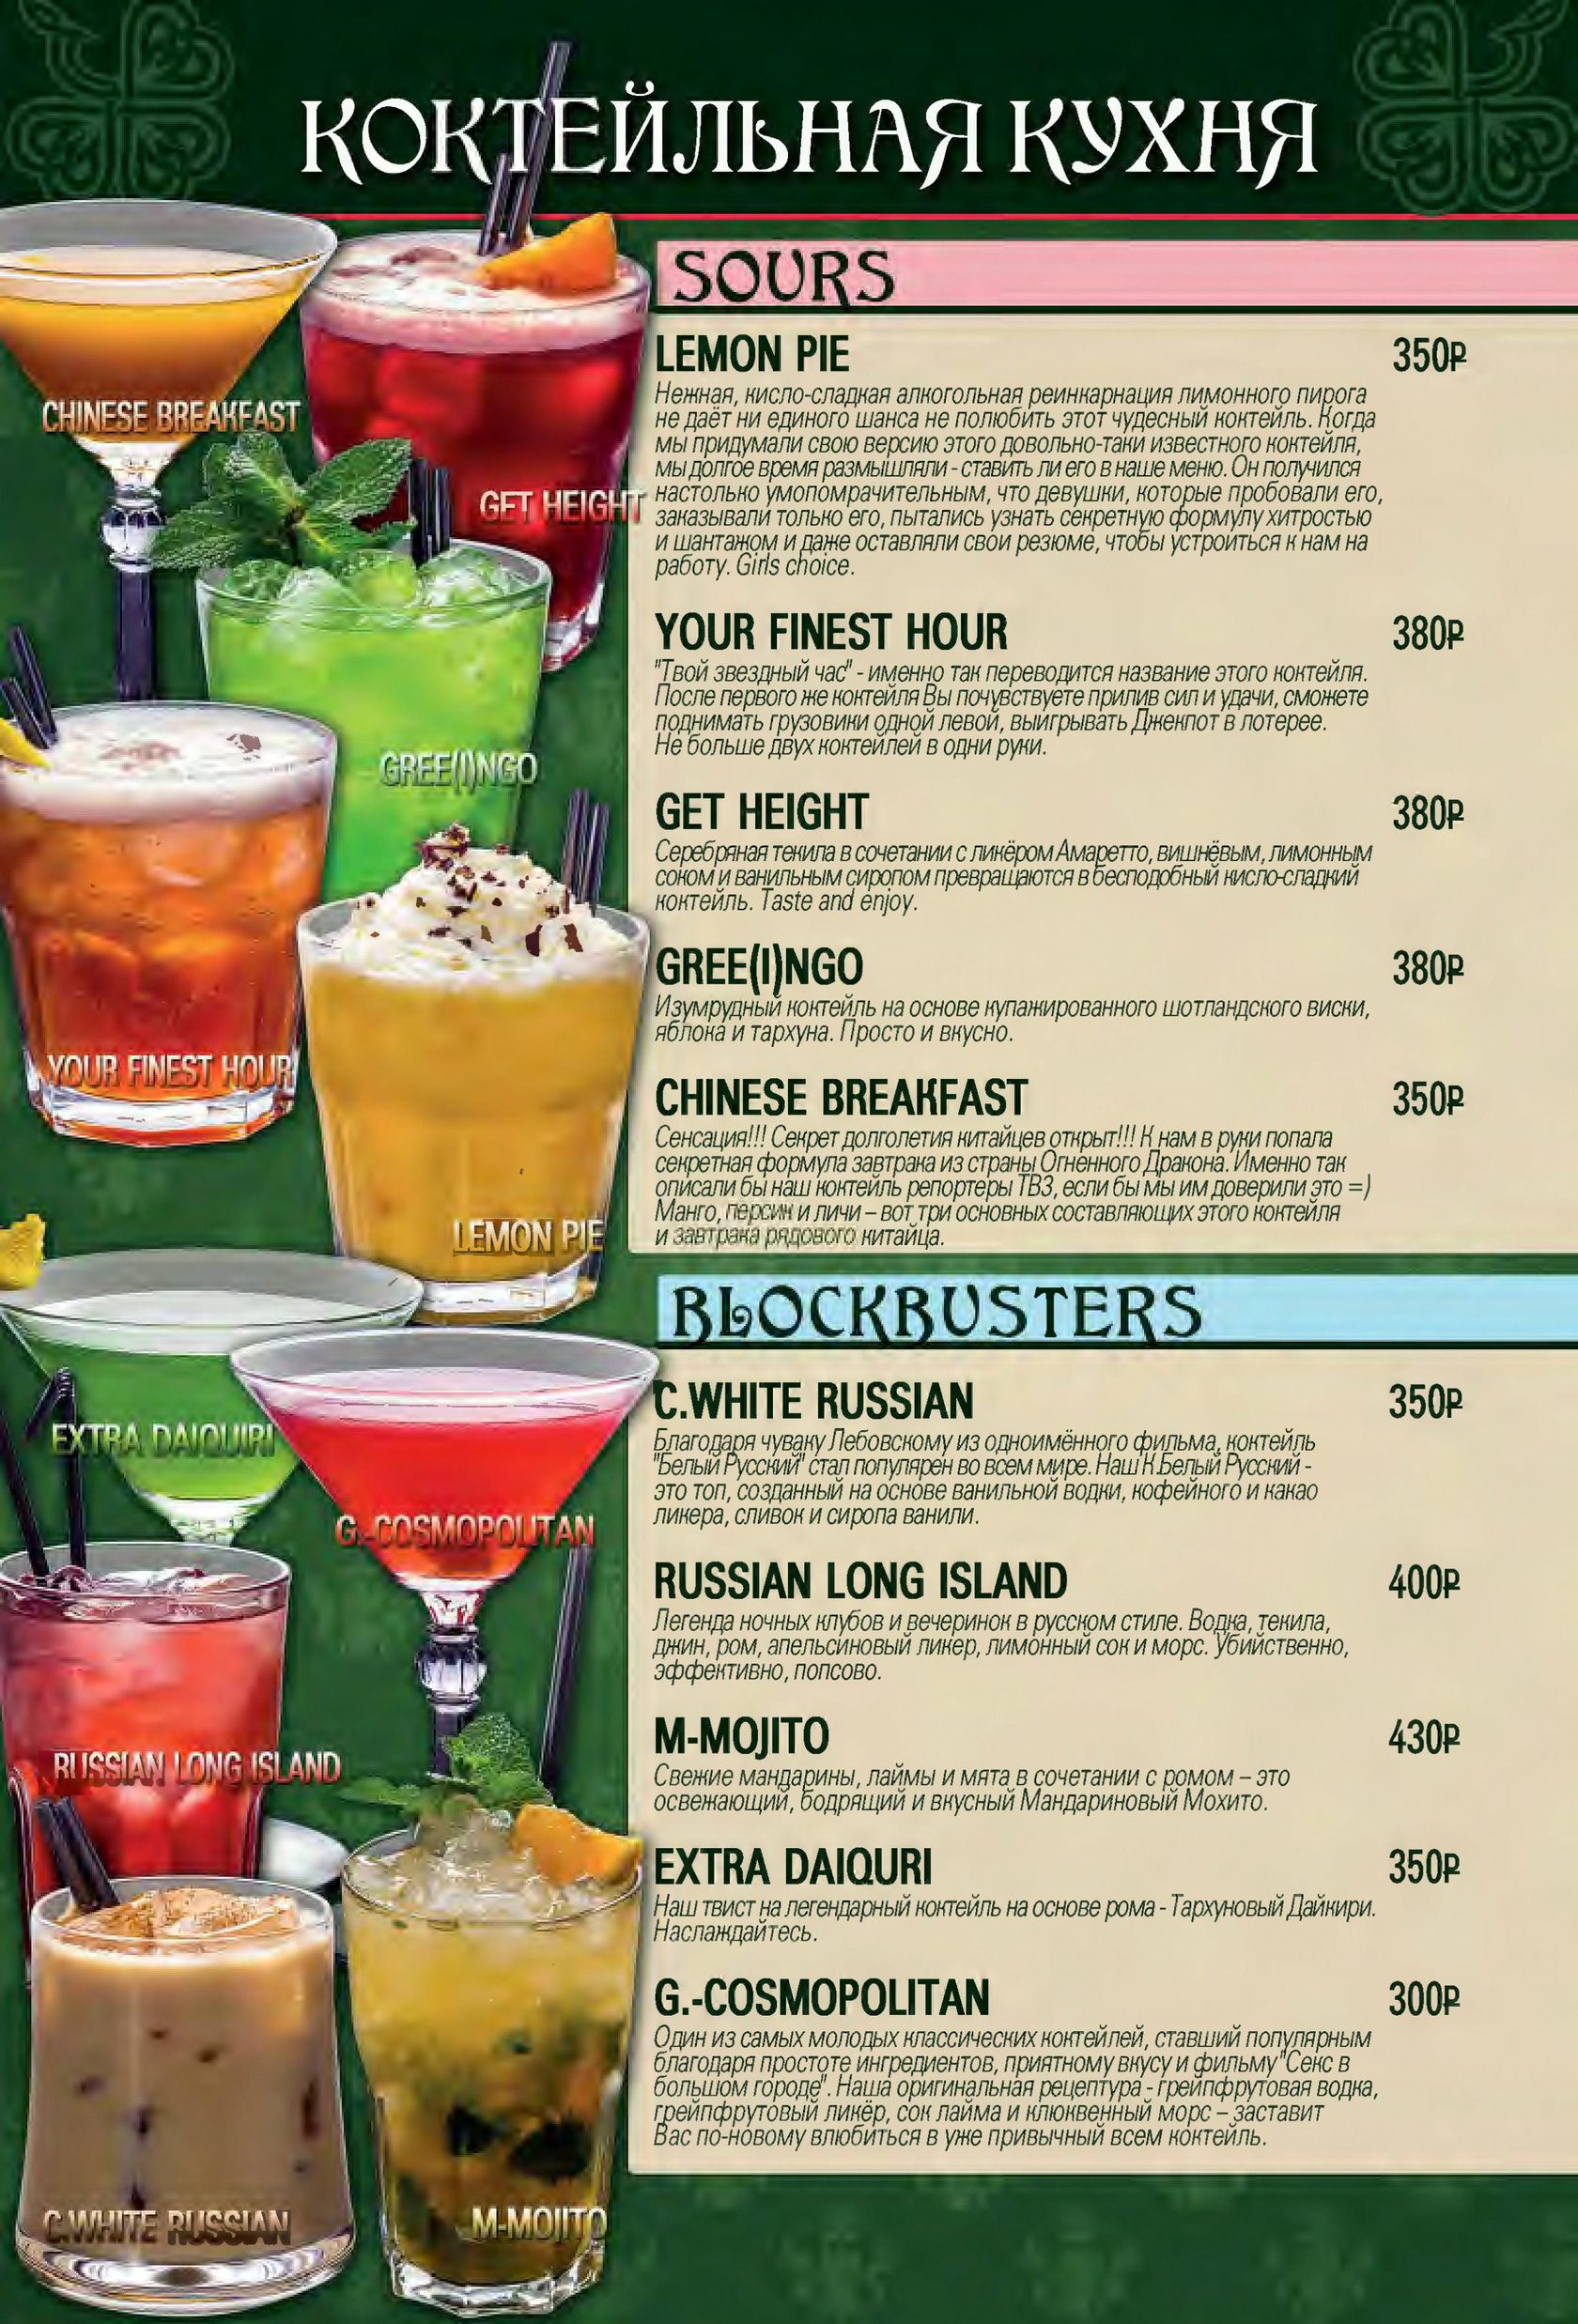 КОКТЕЙЛЬНАЯ КУХНЯ
SOURS
LEMON PIE 350₽
Нежная, кисло-сладкая алкогольная реинкарнация лимонного пирога
не даёт ни единого шанса не полюбить этот чудесный коктейль. Когда
мы придумали свою версию этого довольно-таки известного коктейля,
мы долгое время размышляли - ставить ли его в наше меню. Он получился
настолько умопомрачительным, что девушки, которые пробовали его,
заказывали только его, пытались узнать секретную формулу хитростью
и шантажом и даже оставляли свои резюме, чтобы устроиться к нам на
работу. Girls choice.
YOUR FINEST HOUR 380₽
"Твой звездный час" - именно так переводится название этого коктейля.
После первого же коктейля Вы почувствуете прилив сил и удачи, сможете
поднимать грузовики одной левой, выигрывать Джекпот в лотерее.
Не больше двух коктейлей в одни руки.
GET HEIGHT 380₽
Серебряная текила в сочетании с ликёром Амаретто, вишнёвым, лимонным
соком и ванильным сиропом превращаются в бесподобный кисло-сладкий
коктейль. Taste and enjoy.
GREE(I)NGO 380₽
Изумрудный коктейль на основе купажированного шотландского виски,
яблока и тархуна. Просто и вкусно.
CHINESE BREAKFAST 350₽
Сенсация!!! Секрет долголетия китайцев открыт!!! К нам в руки попала
секретная формула завтрака из страны Огненного Дракона. Именно так
описали бы наш коктейль репортеры ТВ3, если бы мы им доверили это =)
Манго, персик и личи – вот три основных составляющих этого коктейля
и завтрака рядового китайца.
BLOCKBUSTERS
C.WHITE RUSSIAN 350₽
Благодаря чуваку Лебовскому из одноимённого фильма, коктейль
"Белый Русский" стал популярен во всем мире. Наш К.Белый Русский -
это топ, созданный на основе ванильной водки, кофейного и какао
ликера, сливок и сиропа ванили.
RUSSIAN LONG ISLAND 400₽
Легенда ночных клубов и вечеринок в русском стиле. Водка, текила,
джин, ром, апельсиновый ликер, лимонный сок и морс. Убийственно,
эффективно, попсово.
M-MOJITO 430₽
Свежие мандарины, лаймы и мята в сочетании с ромом – это
освежающий, бодрящий и вкусный Мандариновый Мохито.
EXTRA DAIQURI 350₽
Наш твист на легендарный коктейль на основе рома - Тархуновый Дайкири.
Наслаждайтесь.
G.-COSMOPOLITAN 300₽
Один из самых молодых классических коктейлей, ставший популярным
благодаря простоте ингредиентов, приятному вкусу и фильму "Секс в
большом городе". Наша оригинальная рецептура - грейпфрутовая водка,
грейпфрутовый ликёр, сок лайма и клюквенный морс – заставит
Вас по-новому влюбиться в уже привычный всем коктейль.
CHINESE BREAKFAST
GET HEIGHT
GREE(I)NGO
YOUR FINEST HOUR
LEMON PIE
EXTRA DAIQUIRI
G.-COSMOPOLITAN
RUSSIAN LONG ISLAND
C.WHITE RUSSIAN
M-MOJITO